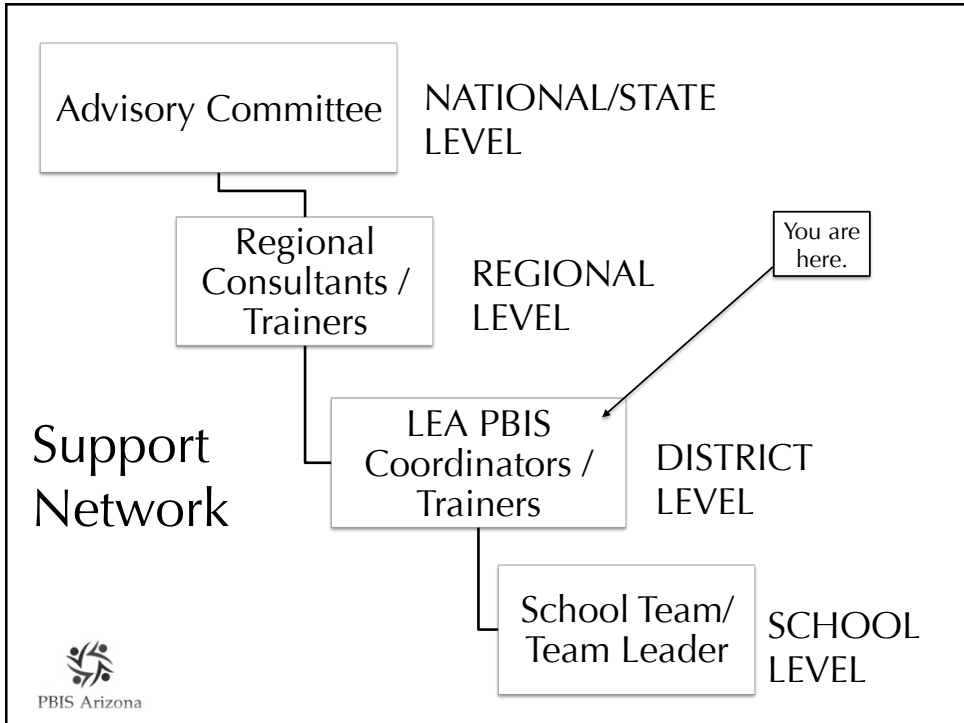 Advisory Committee
NATIONAL/STATE
LEVEL
Regional
Consultants /
Trainers
REGIONAL
LEVEL
You are
here.
Support
Network
LEA PBIS
Coordinators /
Trainers
DISTRICT
LEVEL
School Team/
Team Leader
SCHOOL
LEVEL
PBIS Arizona